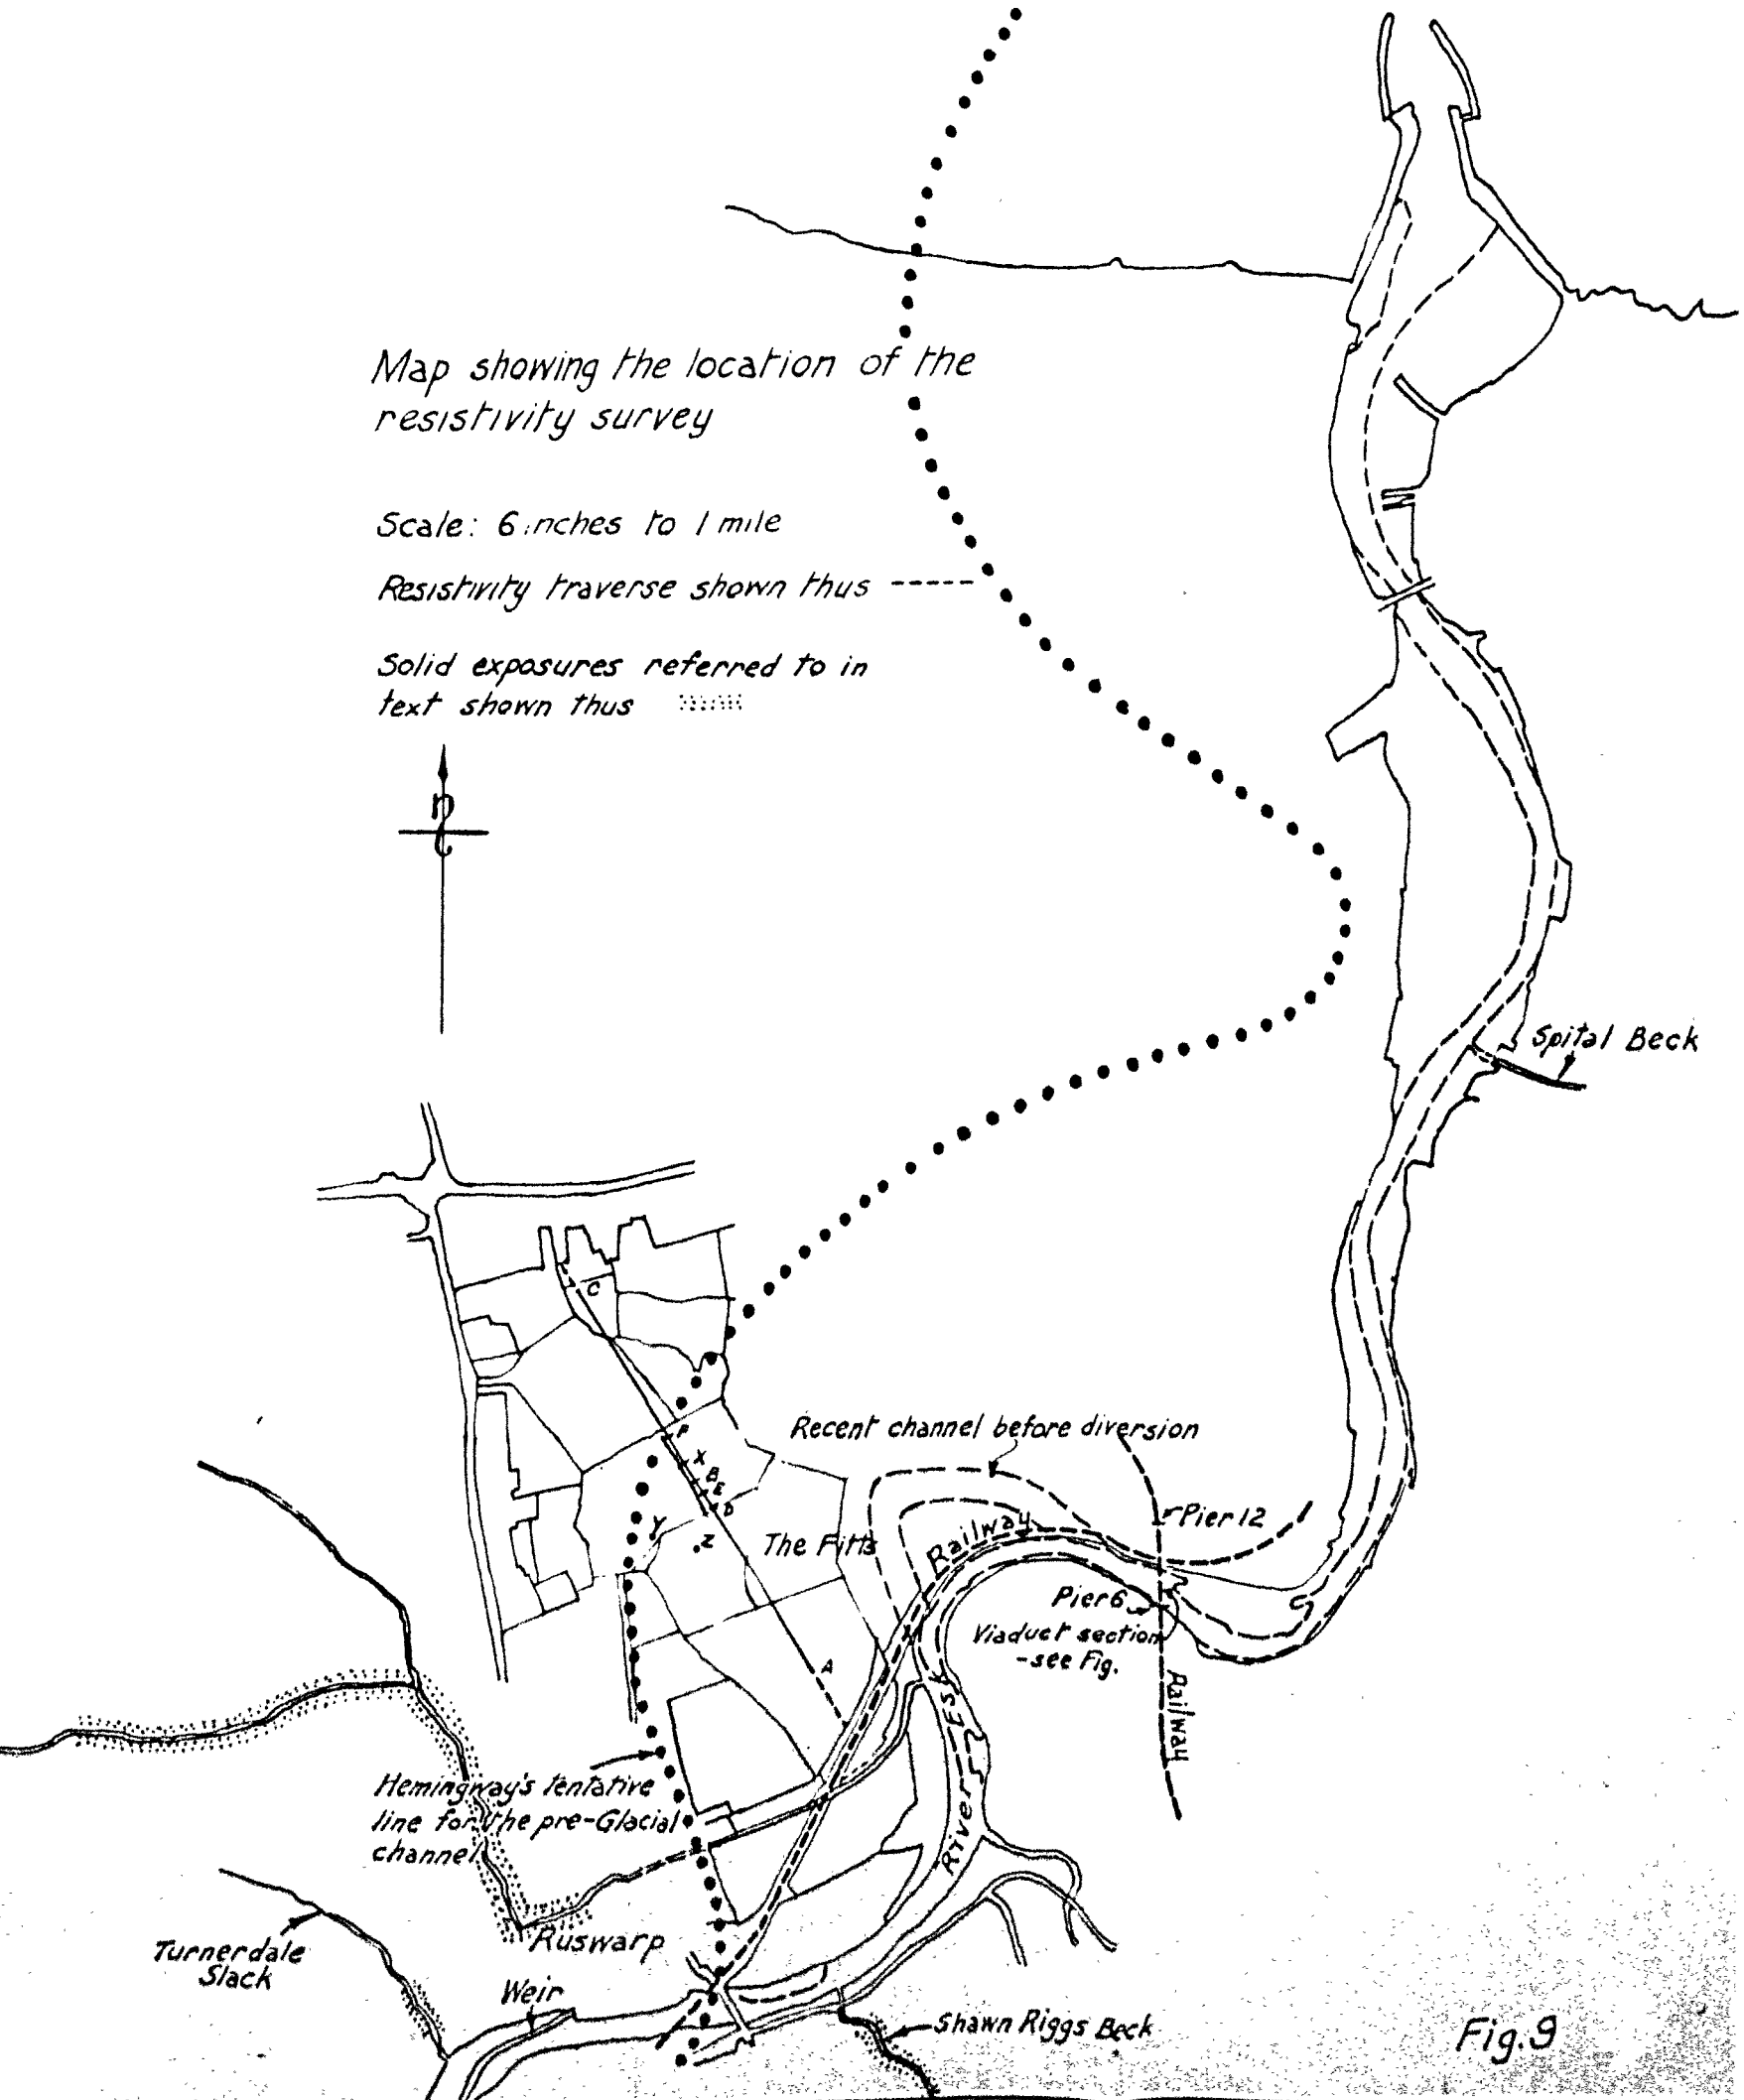 Map showing the location of the
resistivity survey
Scale: 6 inches to 1 mile
Resistivity traverse shown thus
Solid exposures referred to in
text shown thus
n
Spital Beck
C
Recent channel before diversion
F
X
B
E
D
Pier 12
Y
Z
The Fitts
Railway
Pier 6
Viaduct section
-see Fig.
A
Railway
River Esk
Hemingway's tentative
line for the pre-Glacial
channel
Ruswarp
Turnerdale
Slack
Weir
Shawn Riggs Beck
Fig. 9